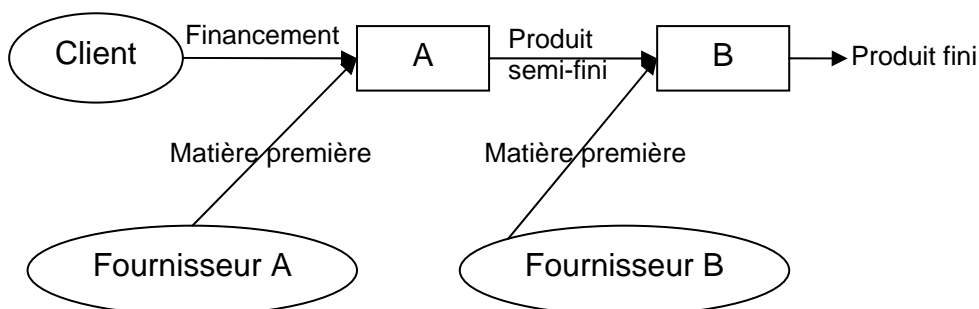 Client
Financement
A
Produit
semi-fini
B
Produit fini
Matière première
Matière première
Fournisseur A
Fournisseur B